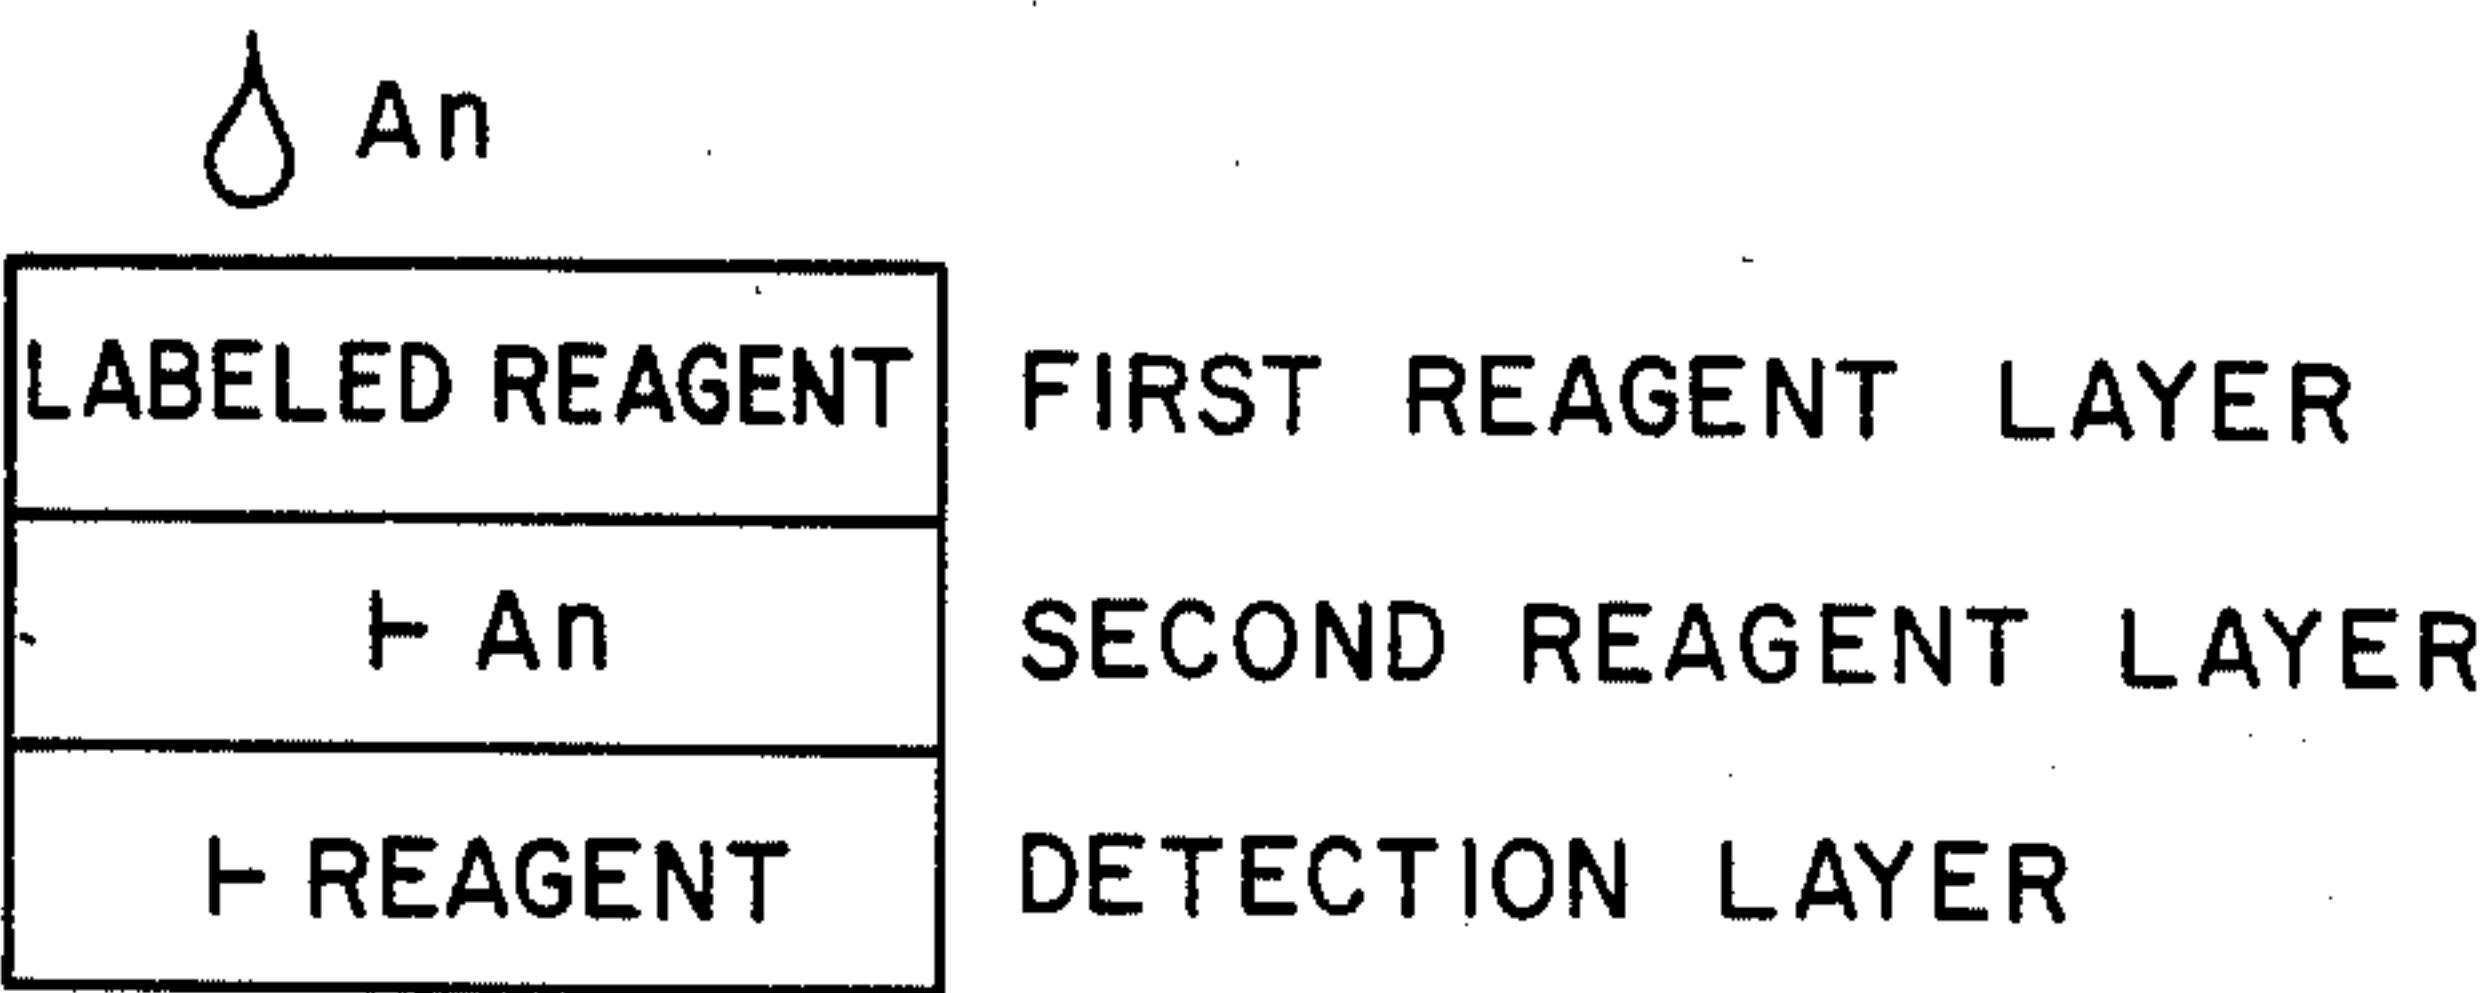 An
LABELED REAGENT FIRST REAGENT LAYER
⊢ An SECOND REAGENT LAYER
⊢ REAGENT DETECTION LAYER